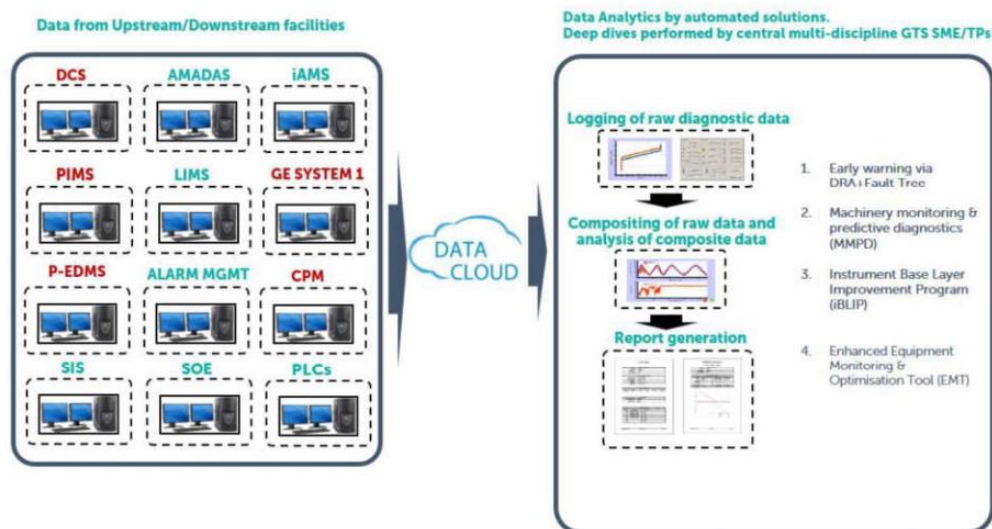 Data from Upstream/Downstream facilities
Data Analytics by automated solutions.
Deep dives performed by central multi-discipline GTS SME/TPs
DCS
AMADAS
iAMS
PIMS
LIMS
GE SYSTEM 1
P-EDMS
ALARM MGMT
CPM
SIS
SOE
PLCs
DATA
CLOUD
Logging of raw diagnostic data
Compositing of raw data and
analysis of composite data
Report generation
1. Early warning via
DRA+Fault Tree
2. Machinery monitoring &
predictive diagnostics
(MMPD)
3. Instrument Base Layer
Improvement Program
(iBLIP)
4. Enhanced Equipment
Monitoring &
Optimisation Tool (EMT)